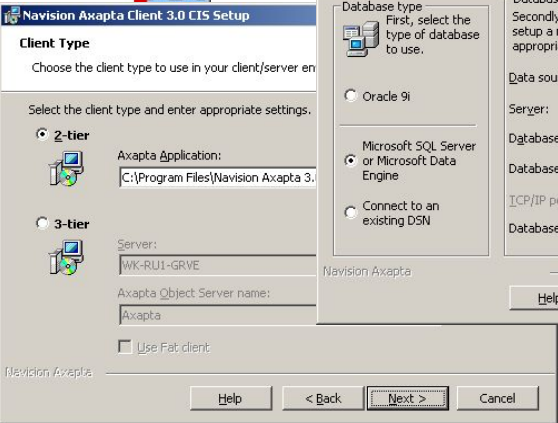 Navision Axapta Client 3.0 CIS Setup
Client Type
Choose the client type to use in your client/server en
Select the client type and enter appropriate settings.
2-tier
Axapta Application:
C:\Program Files\Navision Axapta 3.
3-tier
Server:
WK-RU1-GRVE
Axapta Object Server name:
Axapta
Use Fat client
Navision Axapta
Help
< Back
Next >
Cancel
Database type
First, select the
type of database
to use.
Oracle 9i
Microsoft SQL Server
or Microsoft Data
Engine
Connect to an
existing DSN
Navision Axapta
Secondly
setup a
appropri
Data sou
Server:
Database
Database
TCP/IP p
Database
Help